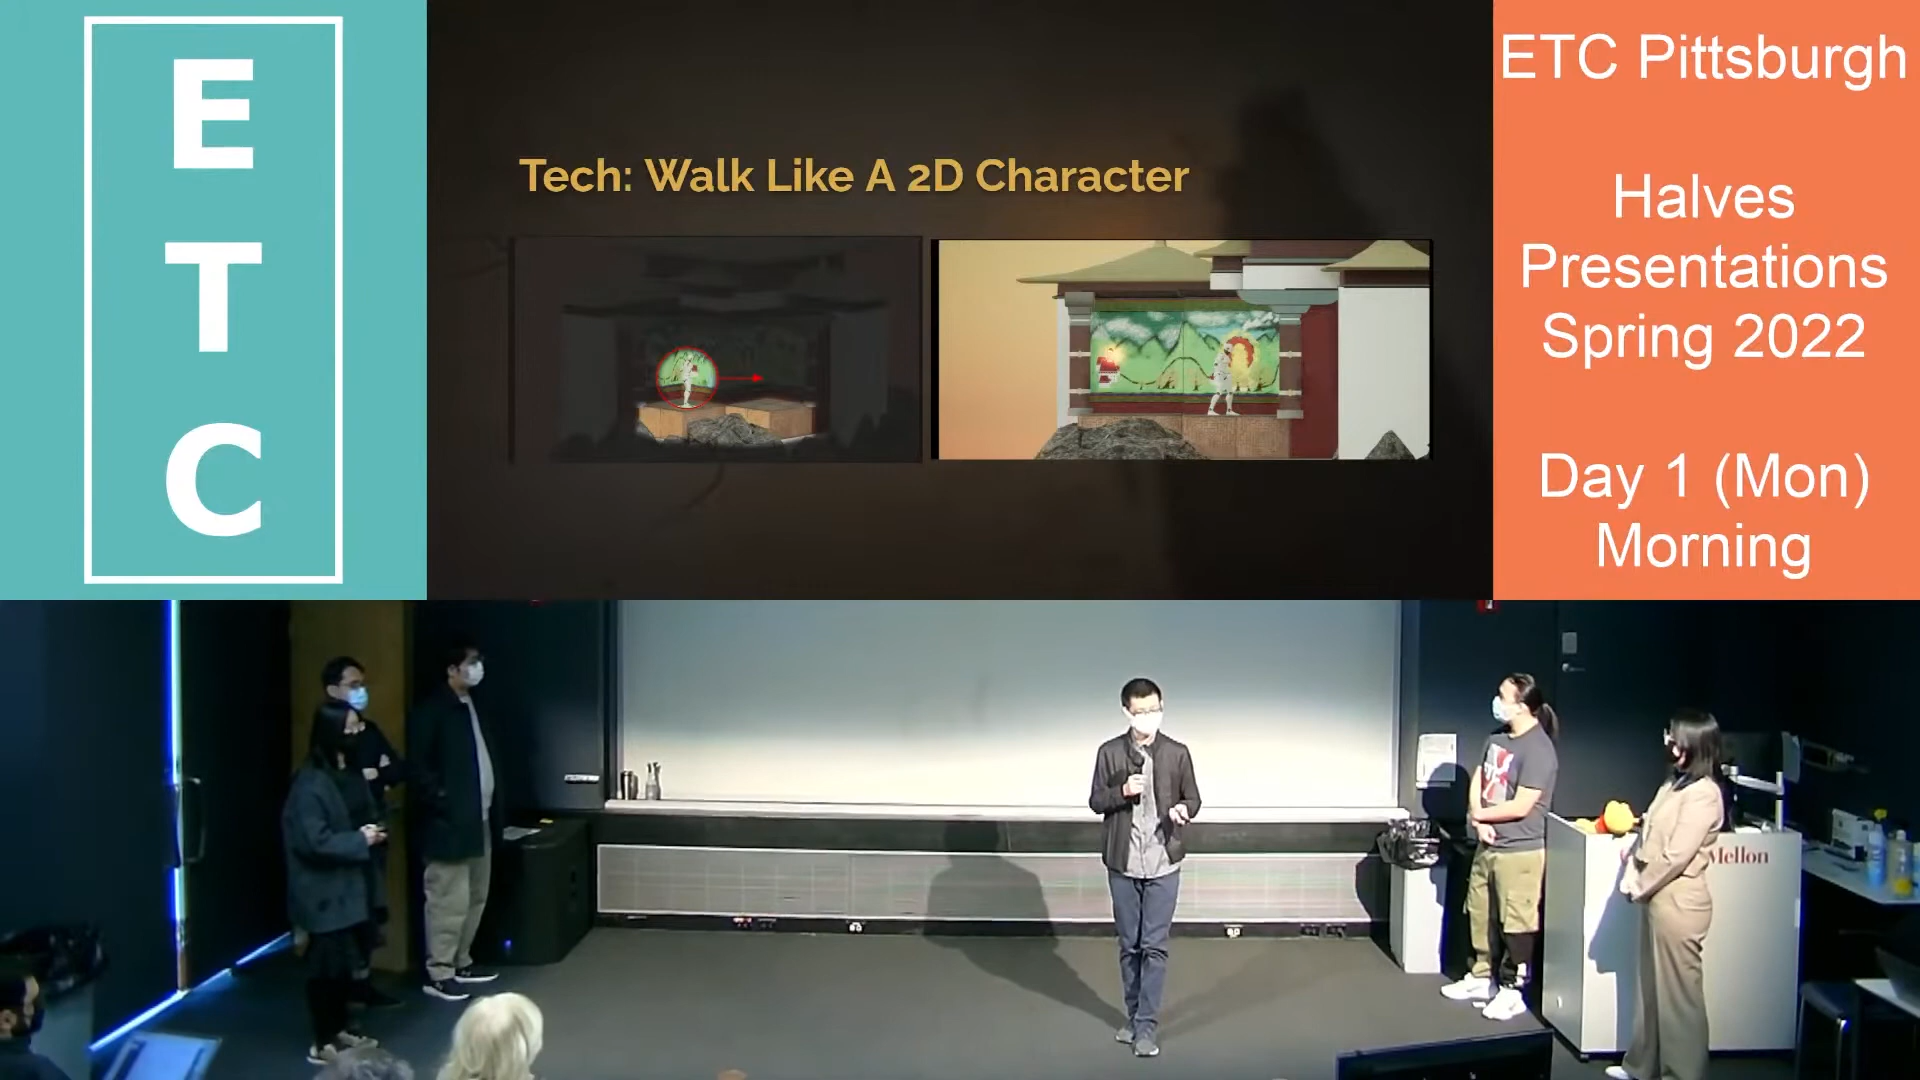 E
T
C
Tech: Walk Like A 2D Character
ETC Pittsburgh
Halves
Presentations
Spring 2022
Day 1 (Mon)
Morning
Mellon